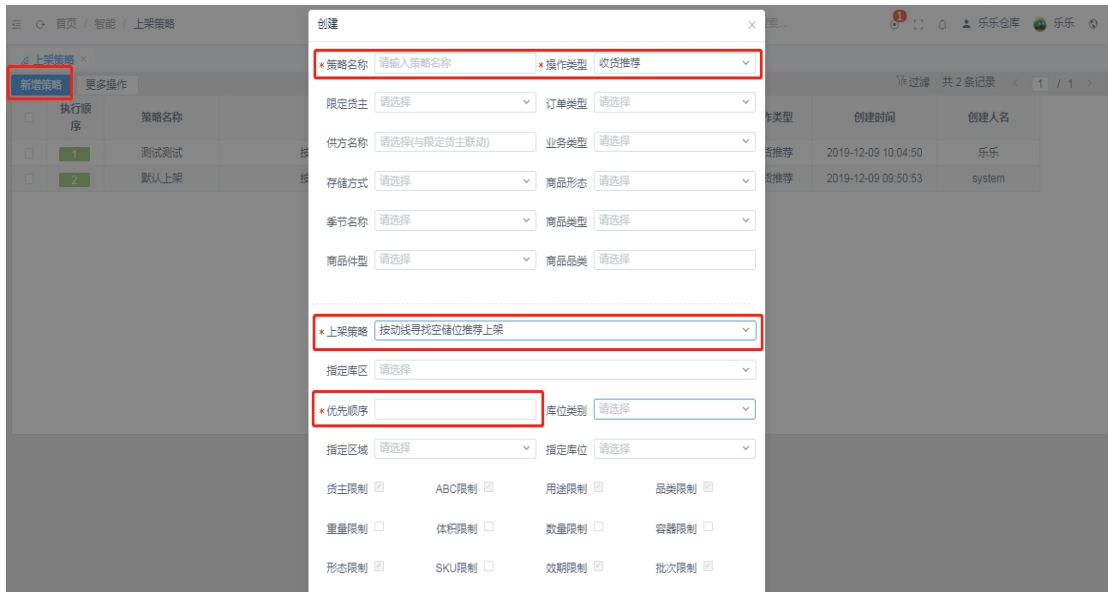 首页 / 智能 / 上架策略
乐乐仓库 乐乐
1
上架策略 ×
新增策略 更多操作
过滤 共 2 条记录 < 1 / 1 >
执行顺序 策略名称 作类型 创建时间 创建人名
1 测试测试 按 货推荐 2019-12-09 10:04:50 乐乐
2 默认上架 按 货推荐 2019-12-09 09:50:53 system
创建 ×
*策略名称 请输入策略名称 *操作类型 收货推荐
限定货主 请选择 订单类型 请选择
供方名称 请选择(与限定货主联动) 业务类型 请选择
存储方式 请选择 商品形态 请选择
季节名称 请选择 商品类型 请选择
商品件型 请选择 商品品类 请选择
*上架策略 按动线寻找空储位推荐上架
指定库区 请选择
*优先顺序 库位类别 请选择
指定区域 请选择 指定库位 请选择
货主限制 ABC限制 用途限制 品类限制
重量限制 体积限制 数量限制 容器限制
形态限制 SKU限制 效期限制 批次限制